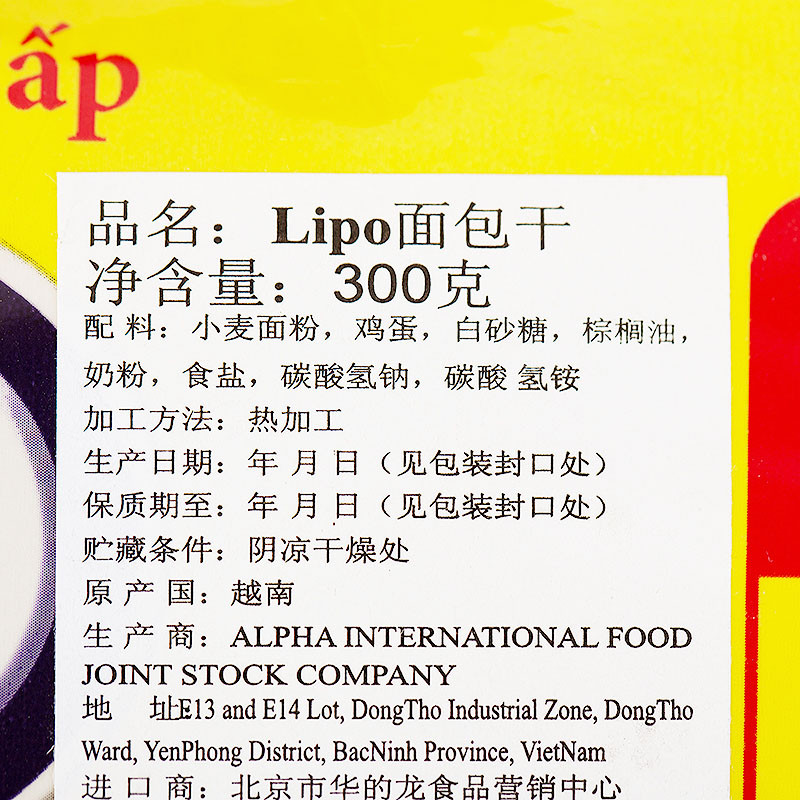 ấp
品名：Lipo面包干
净含量：300克
配 料：小麦面粉，鸡蛋，白砂糖，棕榈油，
奶粉，食盐，碳酸氢钠，碳酸 氢铵
加工方法：热加工
生产日期：年 月 日（见包装封口处）
保质期至：年 月 日（见包装封口处）
贮藏条件：阴凉干燥处
原 产 国：越南
生 产 商：ALPHA INTERNATIONAL FOOD
JOINT STOCK COMPANY
地 址:E13 and E14 Lot, DongTho Industrial Zone, DongTho
Ward, YenPhong District, BacNinh Province, VietNam
进 口 商：北京市华的龙食品营销中心